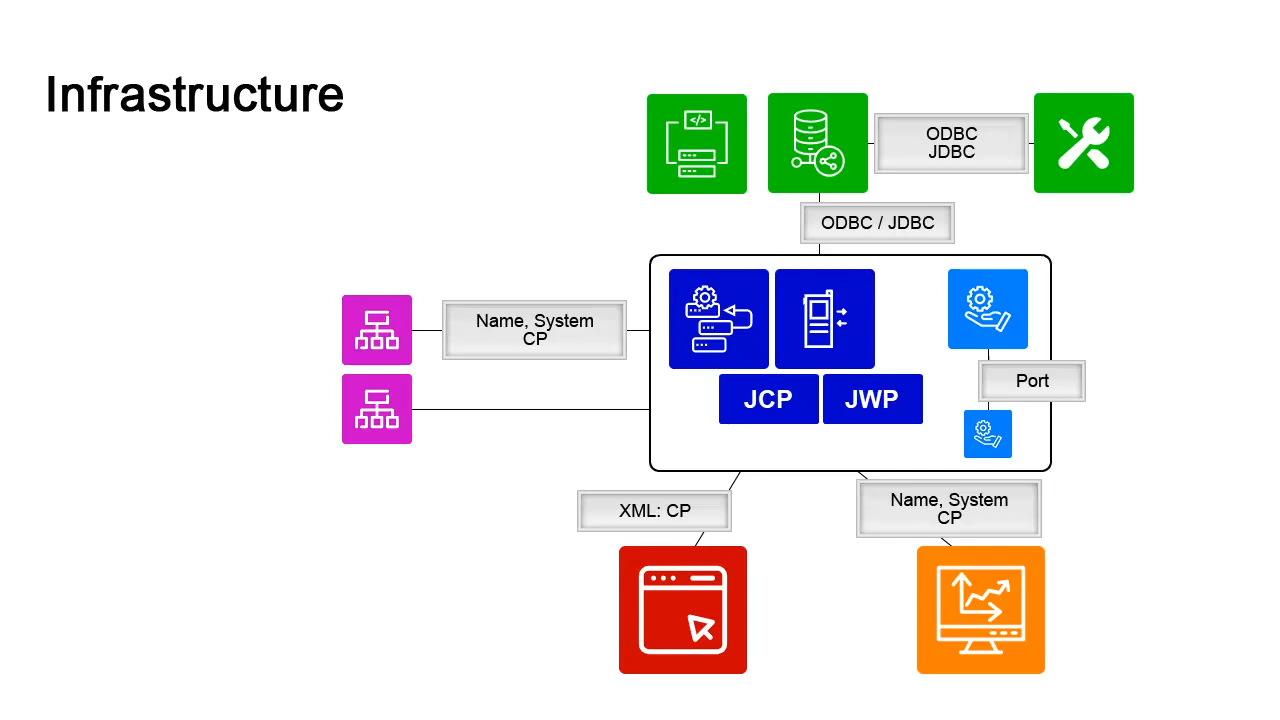 Infrastructure
</>
ODBC
JDBC
ODBC / JDBC
Name, System
CP
JCP
JWP
Port
XML: CP
Name, System
CP